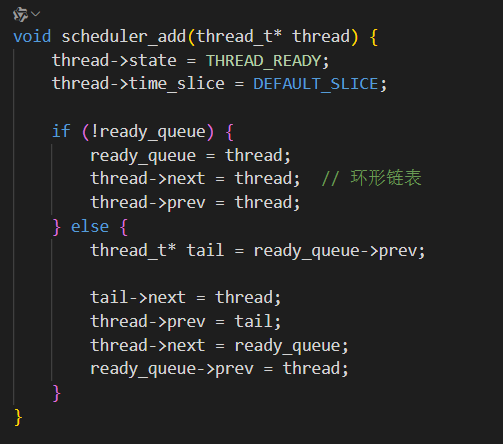 void scheduler_add(thread_t* thread) {
    thread->state = THREAD_READY;
    thread->time_slice = DEFAULT_SLICE;

    if (!ready_queue) {
        ready_queue = thread;
        thread->next = thread;  // 环形链表
        thread->prev = thread;
    } else {
        thread_t* tail = ready_queue->prev;

        tail->next = thread;
        thread->prev = tail;
        thread->next = ready_queue;
        ready_queue->prev = thread;
    }
}